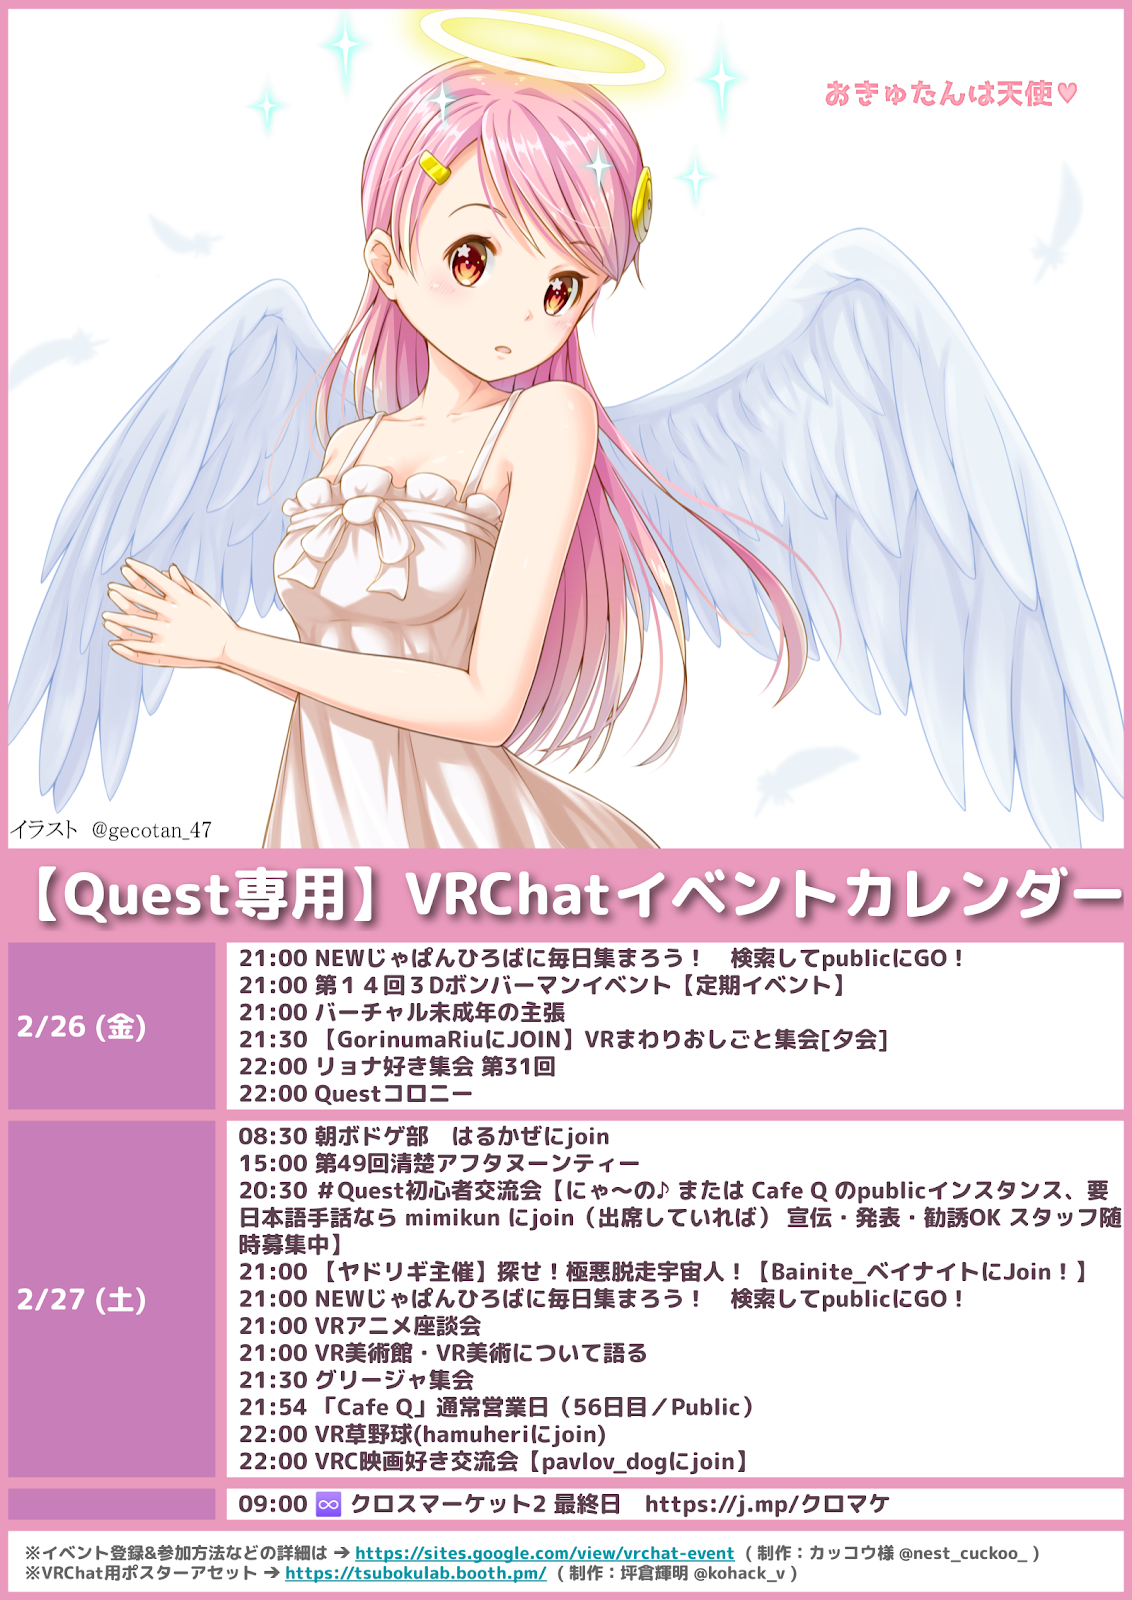 おきゅたんは天使♥
イラスト @gecotan_47
【Quest専用】VRChatイベントカレンダー
2/26 (金)
21:00 NEWじゃぱんひろばに毎日集まろう！　検索してpublicにGO！
21:00 第１４回３Dボンバーマンイベント【定期イベント】
21:00 バーチャル未成年の主張
21:30 【GorinumaRiuにJOIN】VRまわりおしごと集会[夕会]
22:00 リョナ好き集会 第31回
22:00 Questコロニー
2/27 (土)
08:30 朝ボドゲ部　はるかぜにjoin
15:00 第49回清楚アフタヌーンティー
20:30 ＃Quest初心者交流会【にゃ〜の♪ または Cafe Q のpublicインスタンス、要
日本語手話なら mimikun にjoin（出席していれば） 宣伝・発表・勧誘OK スタッフ随
時募集中】
21:00 【ヤドリギ主催】探せ！極悪脱走宇宙人！【Bainite_ベイナイトにJoin！】
21:00 NEWじゃぱんひろばに毎日集まろう！　検索してpublicにGO！
21:00 VRアニメ座談会
21:00 VR美術館・VR美術について語る
21:30 グリージャ集会
21:54 「Cafe Q」通常営業日（56日目／Public）
22:00 VR草野球(hamuheriにjoin)
22:00 VRC映画好き交流会【pavlov_dogにjoin】
09:00 ♾ クロスマーケット2 最終日　https://j.mp/クロマケ
※イベント登録&参加方法などの詳細は ➔ https://sites.google.com/view/vrchat-event （制作：カッコウ様 @nest_cuckoo_ ）
※VRChat用ポスターアセット ➔ https://tsubokulab.booth.pm/ （制作：坪倉輝明 @kohack_v ）